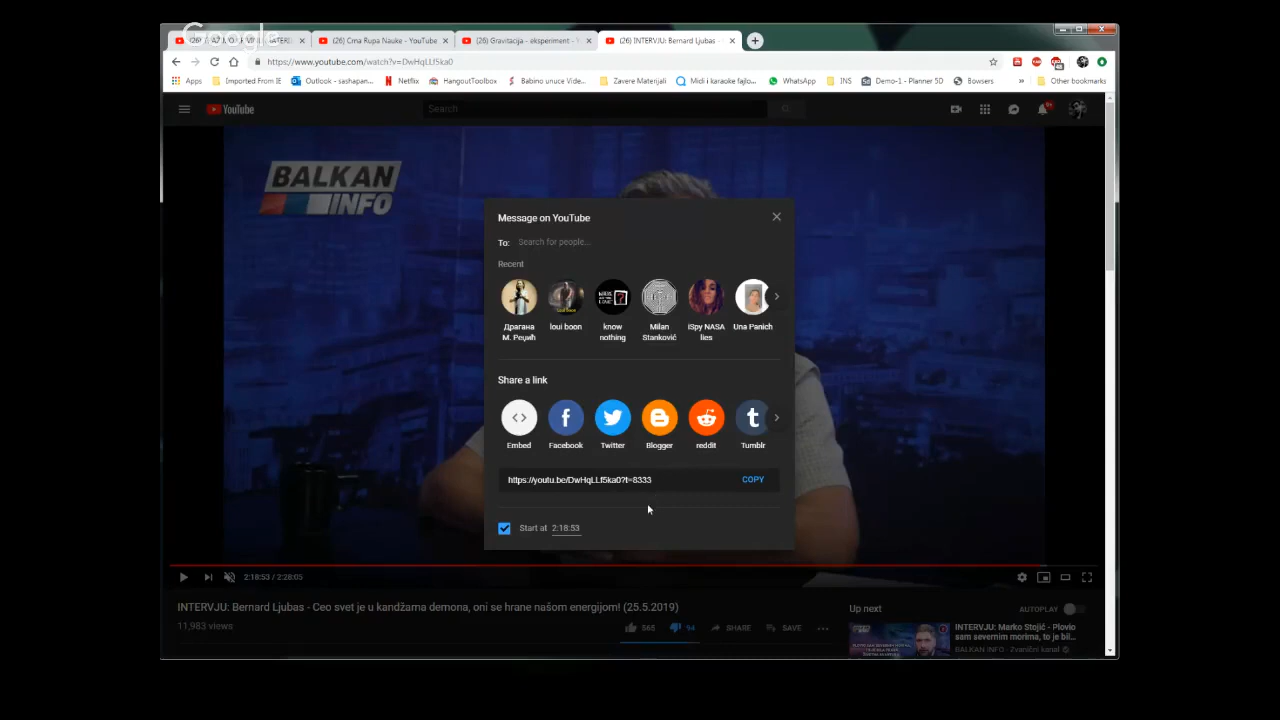 Google
(26) INTERVJU: Bernard Ljubas -
(26) Crna Rupa Nauke - YouTube
(26) Gravitacija - eksperiment - Y
https://www.youtube.com/watch?v=DwHqLLf5ka0
Apps
Imported From IE
Outlook - sashapan...
Netflix
HangoutToolbox
Babino unuce Vide...
Zavere Materijali
Midi i karaoke fajlo...
WhatsApp
INS
Demo-1 - Planner 5D
Bowsers
»
Other bookmarks
YouTube
Search
9+
BALKAN
INFO
Message on YouTube
To: Search for people...
Recent
Драгана М. Рецић
loui boon
know nothing
Milan Stanković
iSpy NASA lies
Una Panich
Share a link
Embed
Facebook
Twitter
Blogger
reddit
Tumblr
https://youtu.be/DwHqLLf5ka0?t=8333
COPY
Start at 2:18:53
2:18:53 / 2:28:05
INTERVJU: Bernard Ljubas - Ceo svet je u kandžama demona, oni se hrane našom energijom! (25.5.2019)
11,983 views
565
94
SHARE
SAVE
Up next
AUTOPLAY
INTERVJU: Marko Stojić - Plovio
sam severnim morima, to je bil...
BALKAN INFO - Zvanični kanal